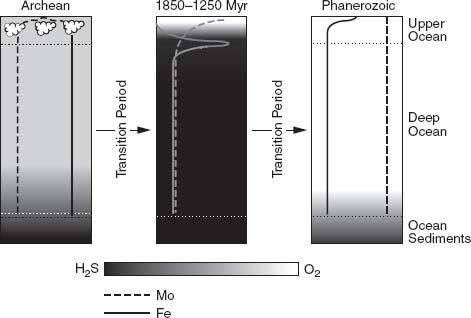 Archean
1850–1250 Myr
Phanerozoic
Upper
Ocean
Transition Period
Transition Period
Deep
Ocean
Ocean
Sediments
H₂S
O₂
Mo
Fe